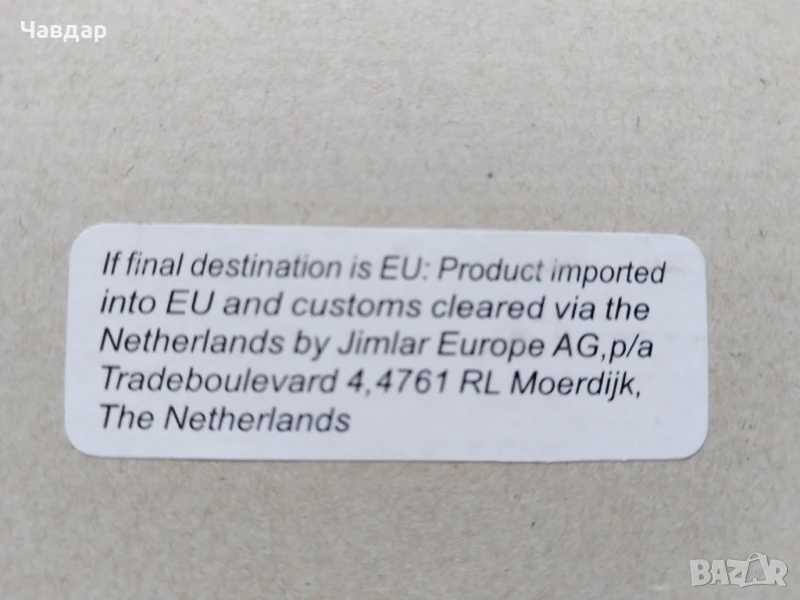 Чавдар
If final destination is EU: Product imported
into EU and customs cleared via the
Netherlands by Jimlar Europe AG,p/a
Tradeboulevard 4,4761 RL Moerdijk,
The Netherlands
BAZAR